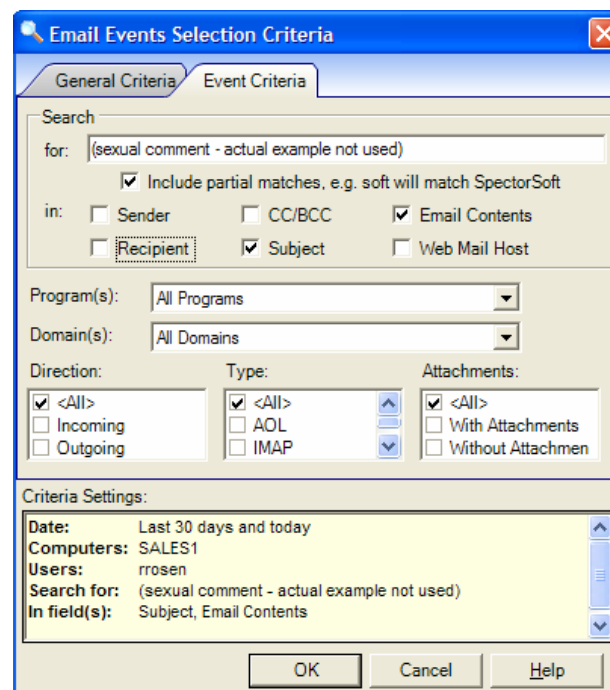 Email Events Selection Criteria
General Criteria Event Criteria
Search
for: (sexual comment - actual example not used)
Include partial matches, e.g. soft will match SpectorSoft
in: Sender CC/BCC Email Contents
Recipient Subject Web Mail Host
Program(s): All Programs
Domain(s): All Domains
Direction: Type: Attachments:
<All> <All> <All>
Incoming AOL With Attachments
Outgoing IMAP Without Attachmen
Criteria Settings:
Date: Last 30 days and today
Computers: SALES1
Users: rrosen
Search for: (sexual comment - actual example not used)
In field(s): Subject, Email Contents
OK Cancel Help